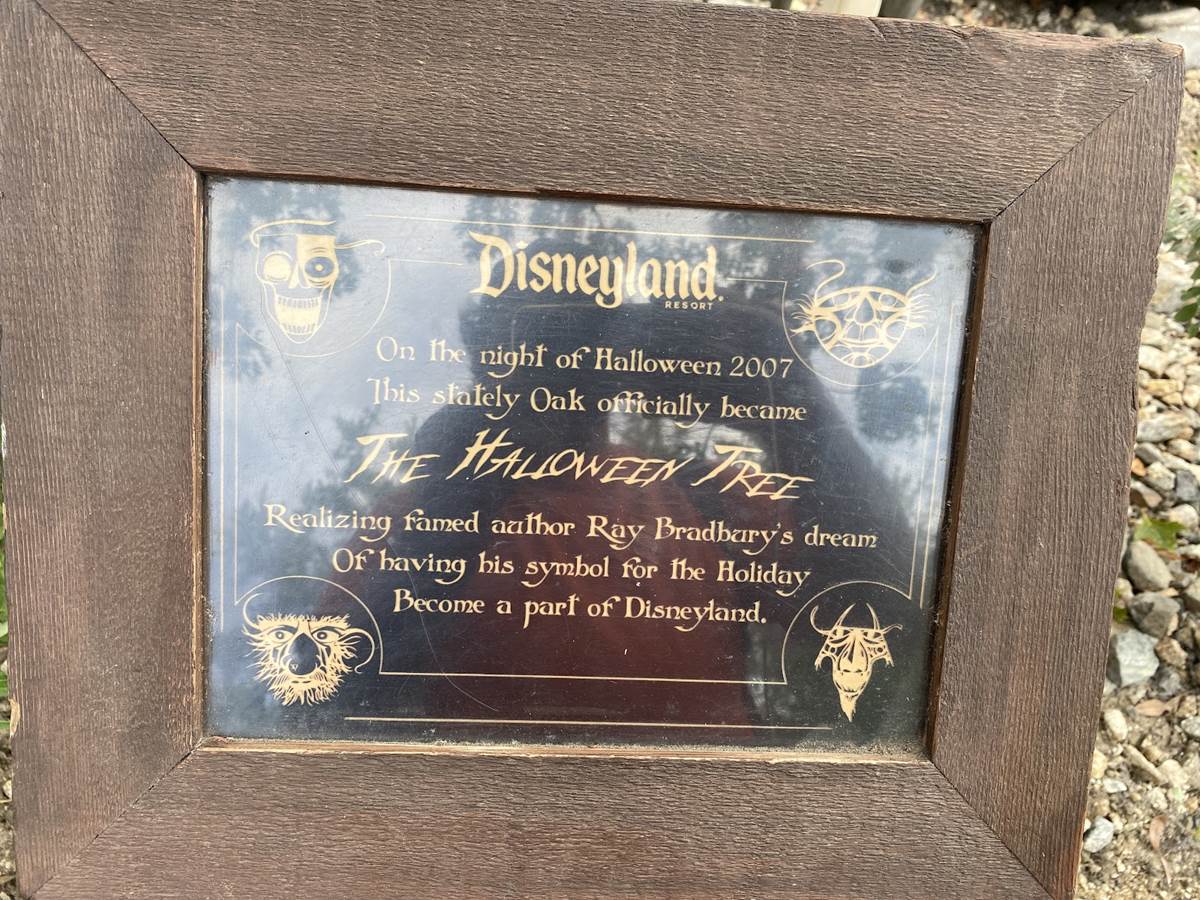 Disneyland
RESORT
On the night of Halloween 2007
This stately Oak officially became
THE HALLOWEEN TREE
Realizing famed author Ray Bradbury's dream
Of having his symbol for the Holiday
Become a part of Disneyland.